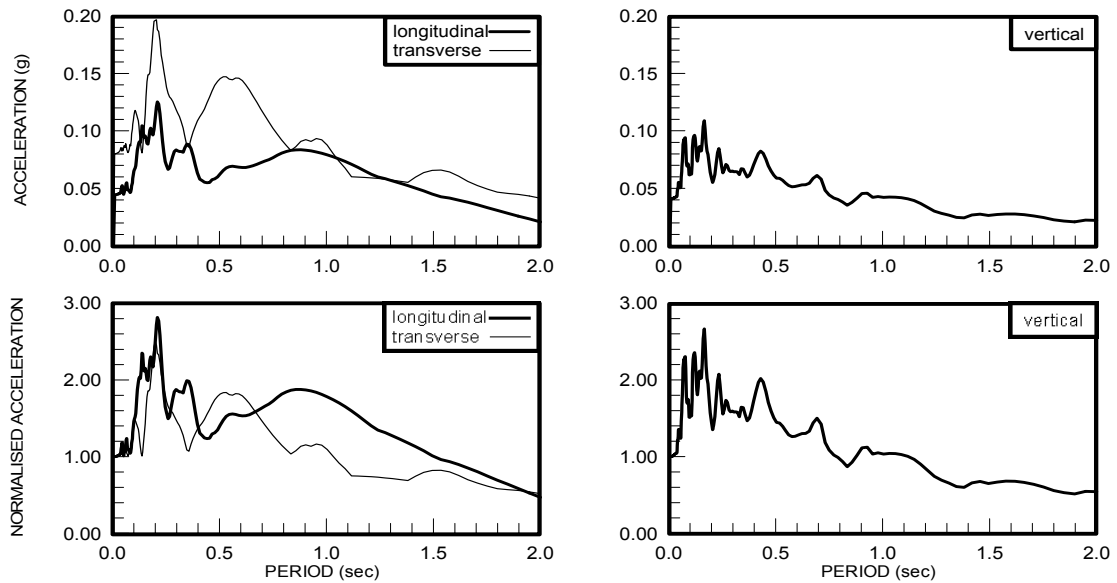 ACCELERATION (g)
0.20
0.15
0.10
0.05
0.00
longitudinal
transverse
0.0 0.5 1.0 1.5 2.0
0.20
0.15
0.10
0.05
0.00
vertical
0.0 0.5 1.0 1.5 2.0
NORMALISED ACCELERATION
3.00
2.00
1.00
0.00
longitudinal
transverse
0.0 0.5 1.0 1.5 2.0
PERIOD (sec)
3.00
2.00
1.00
0.00
vertical
0.0 0.5 1.0 1.5 2.0
PERIOD (sec)